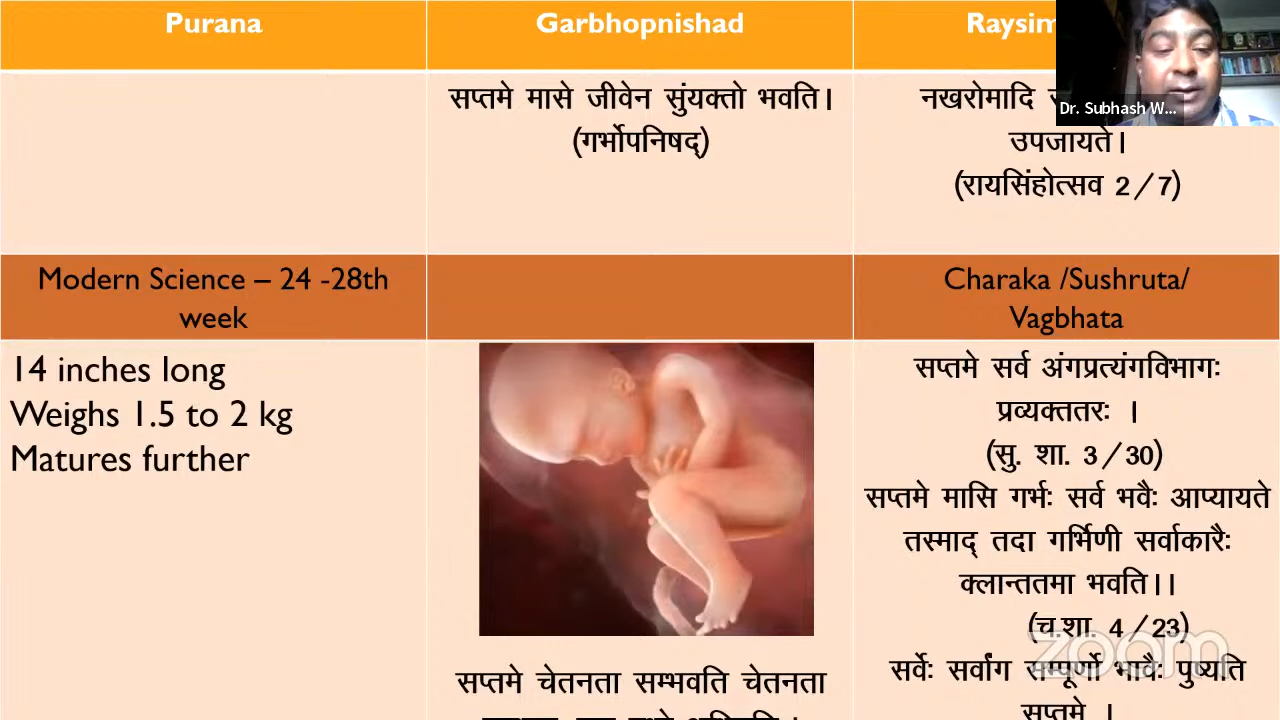 Purana
Garbhopnishad
Raysim
सप्तमे मासे जीवेन सुंयक्तो भवति।
(गर्भोपनिषद्)
नखरोमादि
उपजायते।
(रायसिंहोत्सव 2/7)
Dr. Subhash W...
Modern Science – 24 -28th
week
Charaka /Sushruta/
Vagbhata
14 inches long
Weighs 1.5 to 2 kg
Matures further
सप्तमे चेतनता सम्भवति चेतनता
सप्तमे सर्व अंगप्रत्यंगविभागः
प्रव्यक्ततरः ।
(सु. शा. 3/30)
सप्तमे मासि गर्भः सर्व भवैः आप्यायते
तस्माद् तदा गर्भिणी सर्वाकारैः
क्लान्ततमा भवति।।
(च.शा. 4/23)
सर्वेः सर्वांग सम्पूर्णो भावैः पुष्यति
सप्तमे ।
zoom